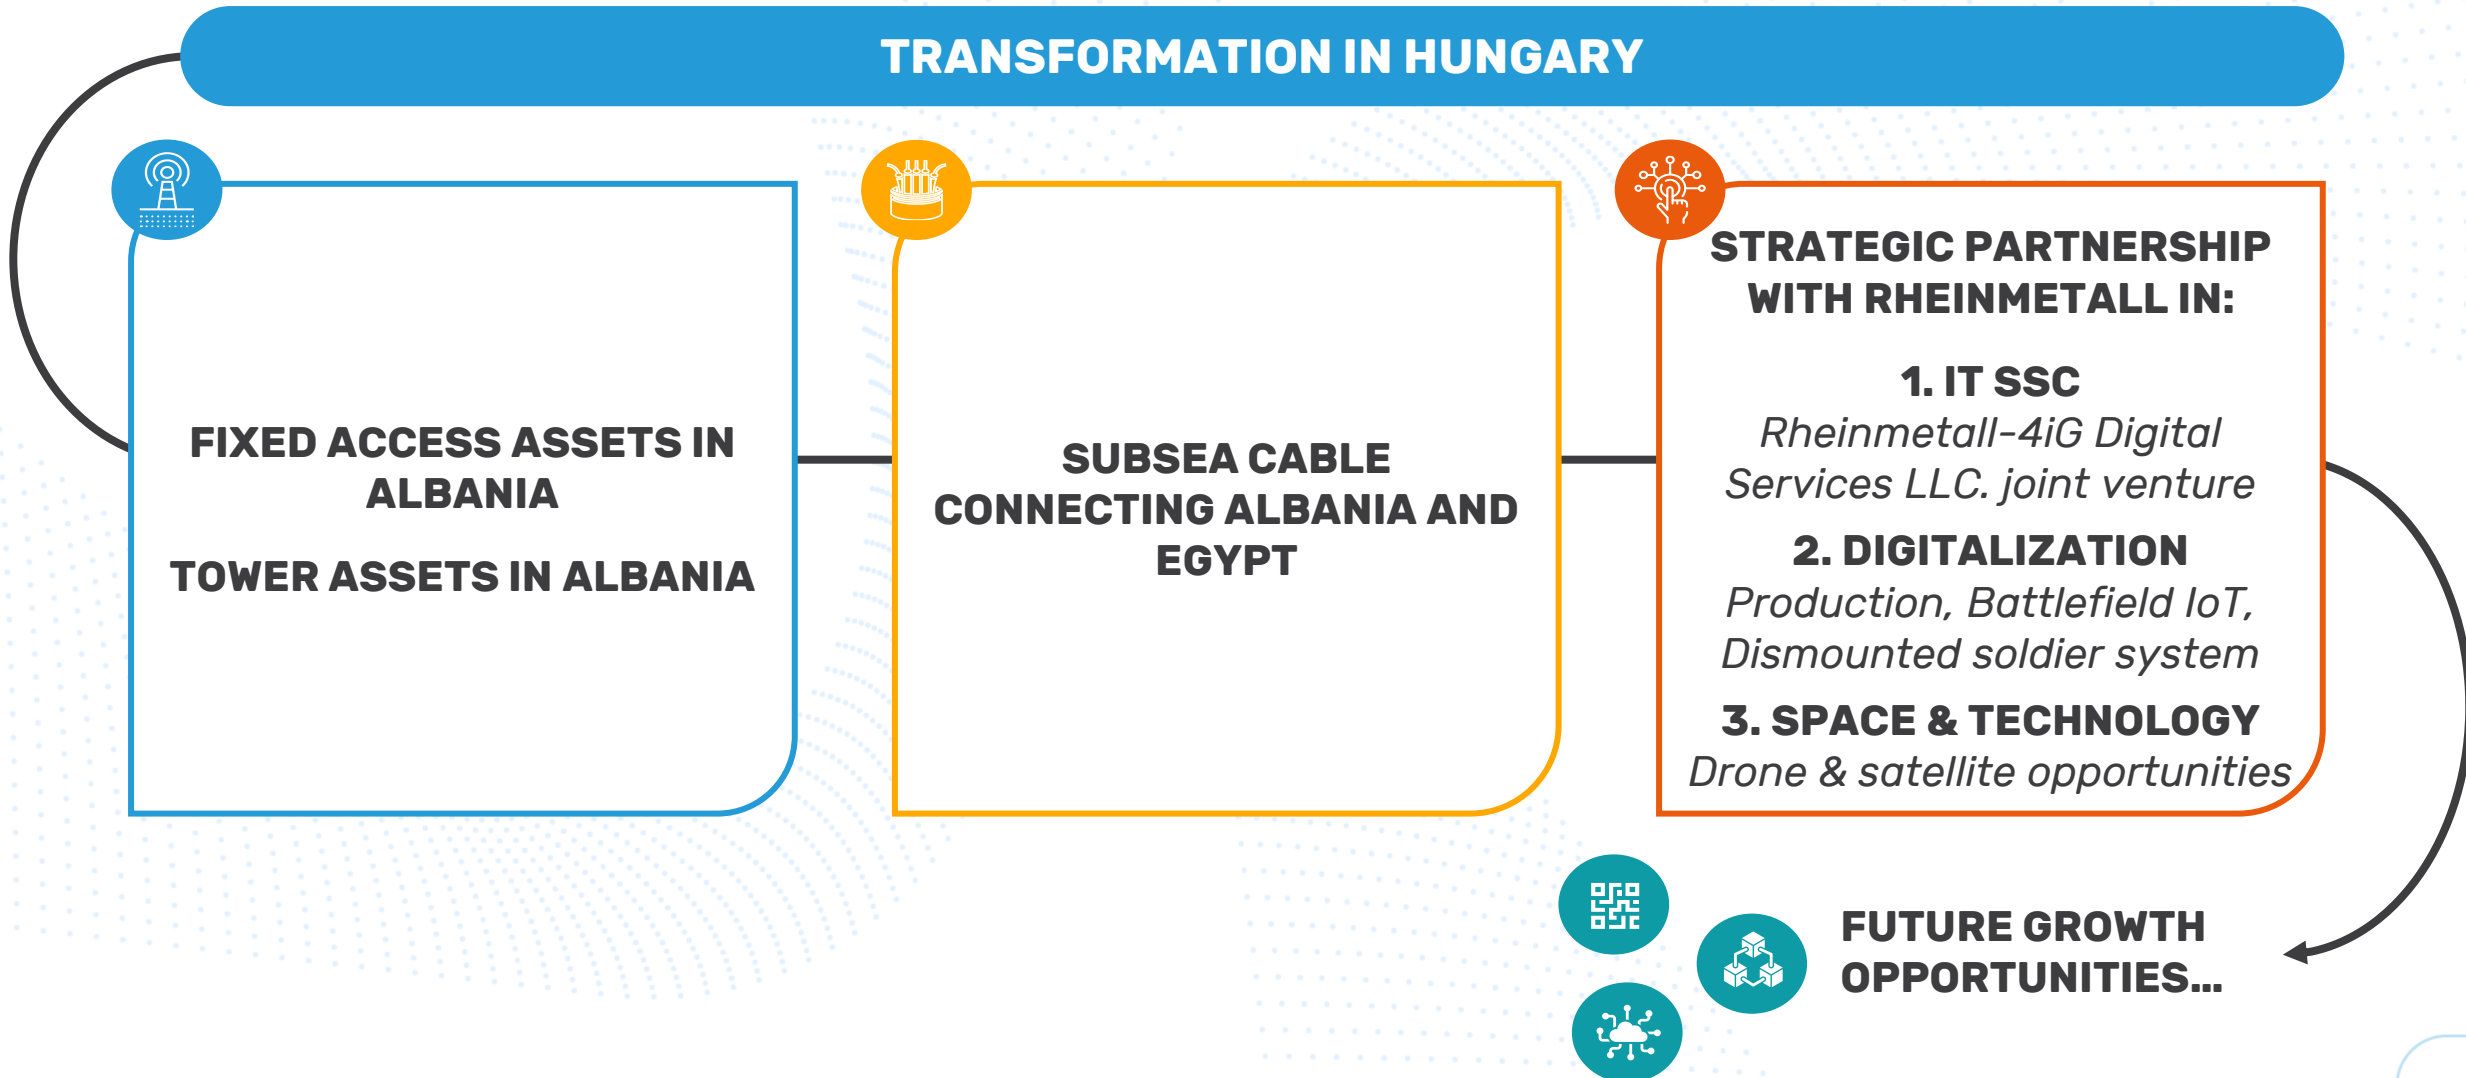 TRANSFORMATION IN HUNGARY
FIXED ACCESS ASSETS IN
ALBANIA
TOWER ASSETS IN ALBANIA
SUBSEA CABLE
CONNECTING ALBANIA AND
EGYPT
STRATEGIC PARTNERSHIP
WITH RHEINMETALL IN:
1. IT SSC
Rheinmetall-4iG Digital
Services LLC. joint venture
2. DIGITALIZATION
Production, Battlefield IoT,
Dismounted soldier system
3. SPACE & TECHNOLOGY
Drone & satellite opportunities
FUTURE GROWTH
OPPORTUNITIES...